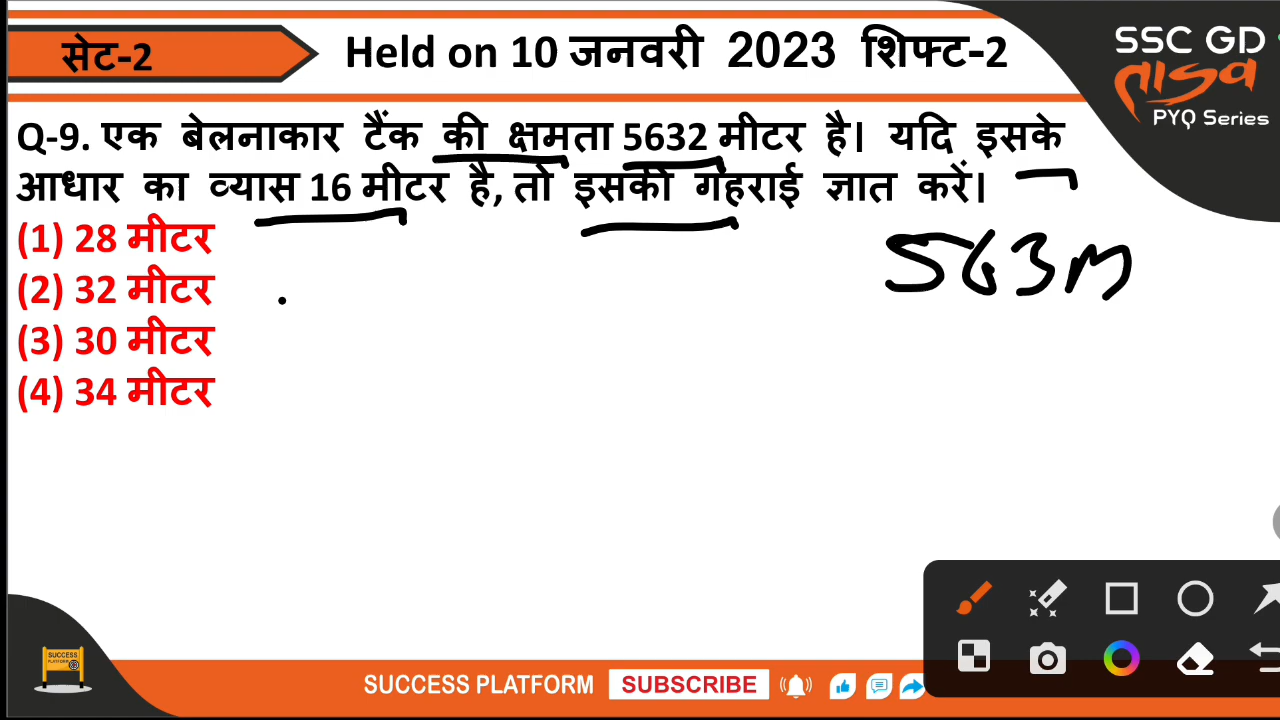 सेट-2
Held on 10 जनवरी 2023 शिफ्ट-2
SSC GD
PYQ Series
Q-9. एक बेलनाकार टैंक की क्षमता 5632 मीटर है। यदि इसके
आधार का व्यास 16 मीटर है, तो इसकी गहराई ज्ञात करें।
(1) 28 मीटर
(2) 32 मीटर
(3) 30 मीटर
(4) 34 मीटर
563M
SUCCESS
PLATFORM
SUCCESS PLATFORM SUBSCRIBE